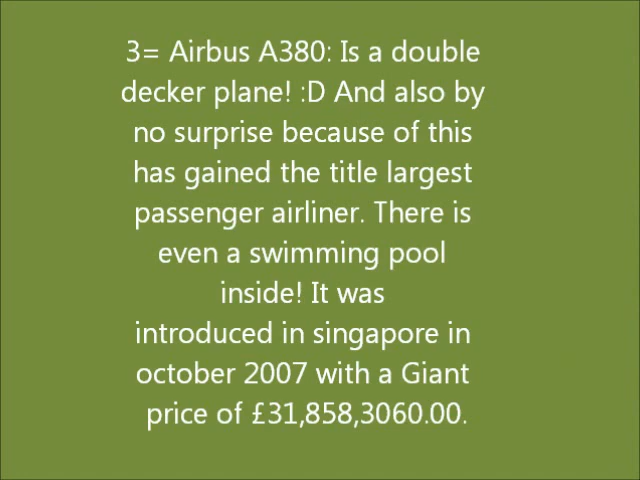 3= Airbus A380: Is a double
decker plane! :D And also by
no surprise because of this
has gained the title largest
passenger airliner. There is
even a swimming pool
inside! It was
introduced in singapore in
october 2007 with a Giant
price of £31,858,3060.00.